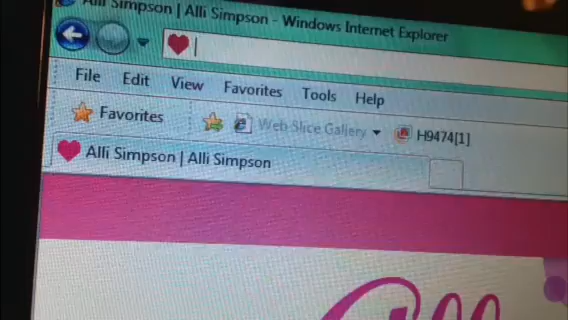 Alli Simpson | Alli Simpson - Windows Internet Explorer
File Edit View Favorites Tools Help
Favorites Web Slice Gallery H9474[1]
Alli Simpson | Alli Simpson